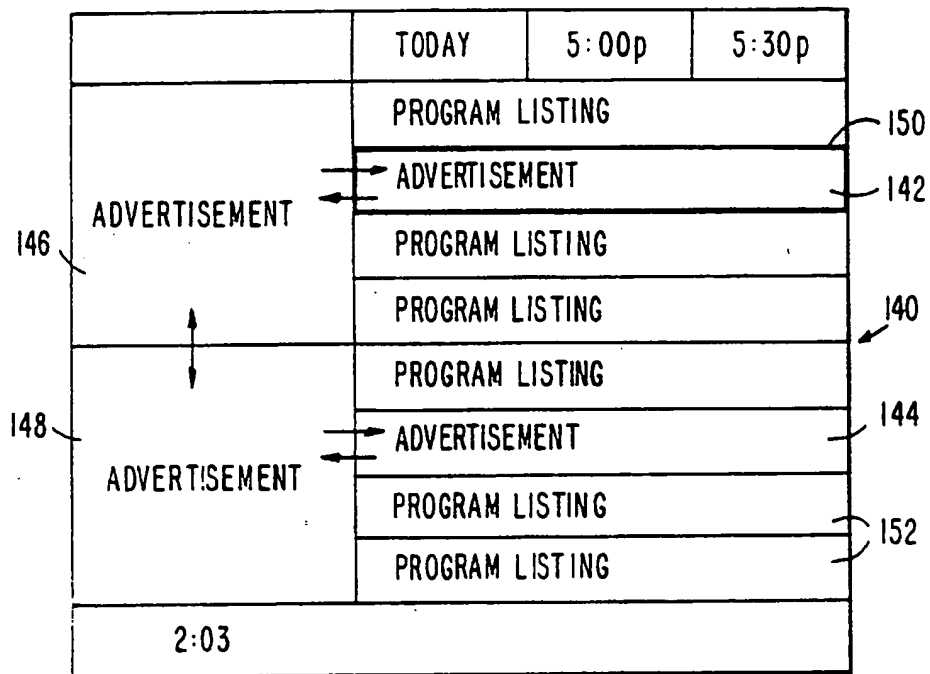 TODAY 5:00p 5:30p
PROGRAM LISTING
150
ADVERTISEMENT
142
ADVERTISEMENT
146
PROGRAM LISTING
PROGRAM LISTING
140
PROGRAM LISTING
148
ADVERTISEMENT
144
ADVERTISEMENT
PROGRAM LISTING
152
PROGRAM LISTING
2:03